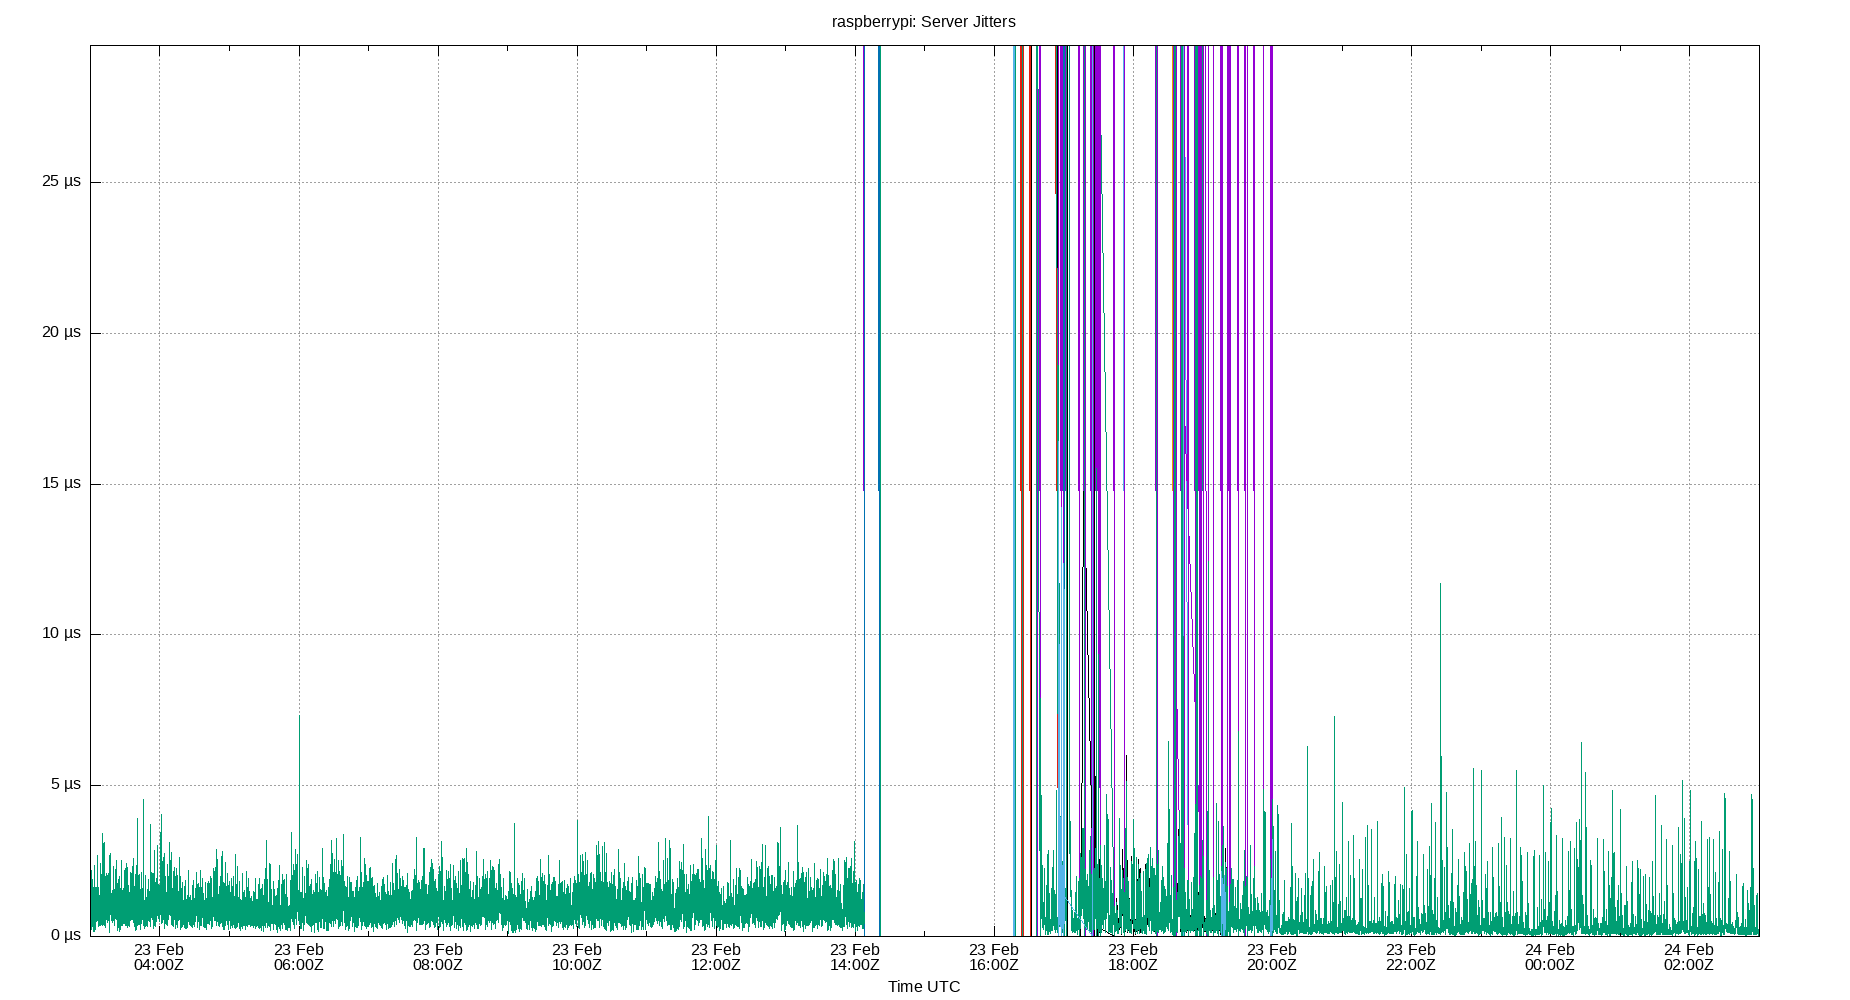 raspberrypi: Server Jitters
25 µs
20 µs
15 µs
10 µs
5 µs
0 µs
23 Feb 23 Feb 23 Feb 23 Feb 23 Feb 23 Feb 23 Feb 23 Feb 23 Feb 23 Feb 24 Feb 24 Feb
04:00Z 06:00Z 08:00Z 10:00Z 12:00Z 14:00Z 16:00Z 18:00Z 20:00Z 22:00Z 00:00Z 02:00Z
Time UTC